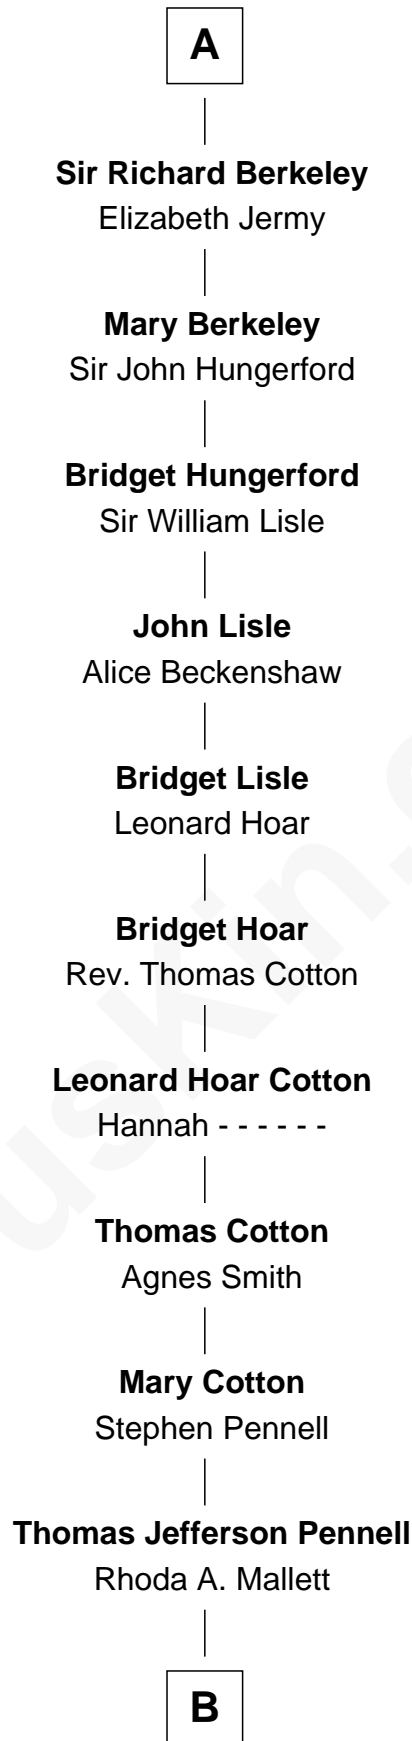 A
Sir Richard Berkeley
Elizabeth Jermy
Mary Berkeley
Sir John Hungerford
Bridget Hungerford
Sir William Lisle
John Lisle
Alice Beckenshaw
Bridget Lisle
Leonard Hoar
Bridget Hoar
Rev. Thomas Cotton
Leonard Hoar Cotton
Hannah - - - - - -
Thomas Cotton
Agnes Smith
Mary Cotton
Stephen Pennell
Thomas Jefferson Pennell
Rhoda A. Mallett
B